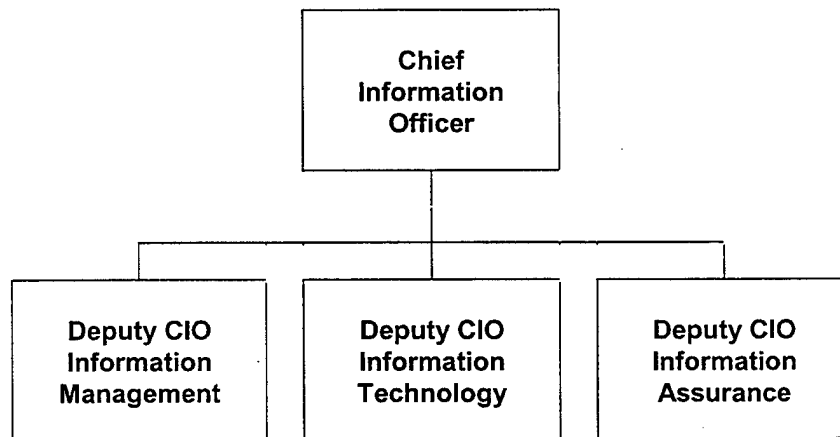 Chief
Information
Officer
Deputy CIO
Information
Management
Deputy CIO
Information
Technology
Deputy CIO
Information
Assurance